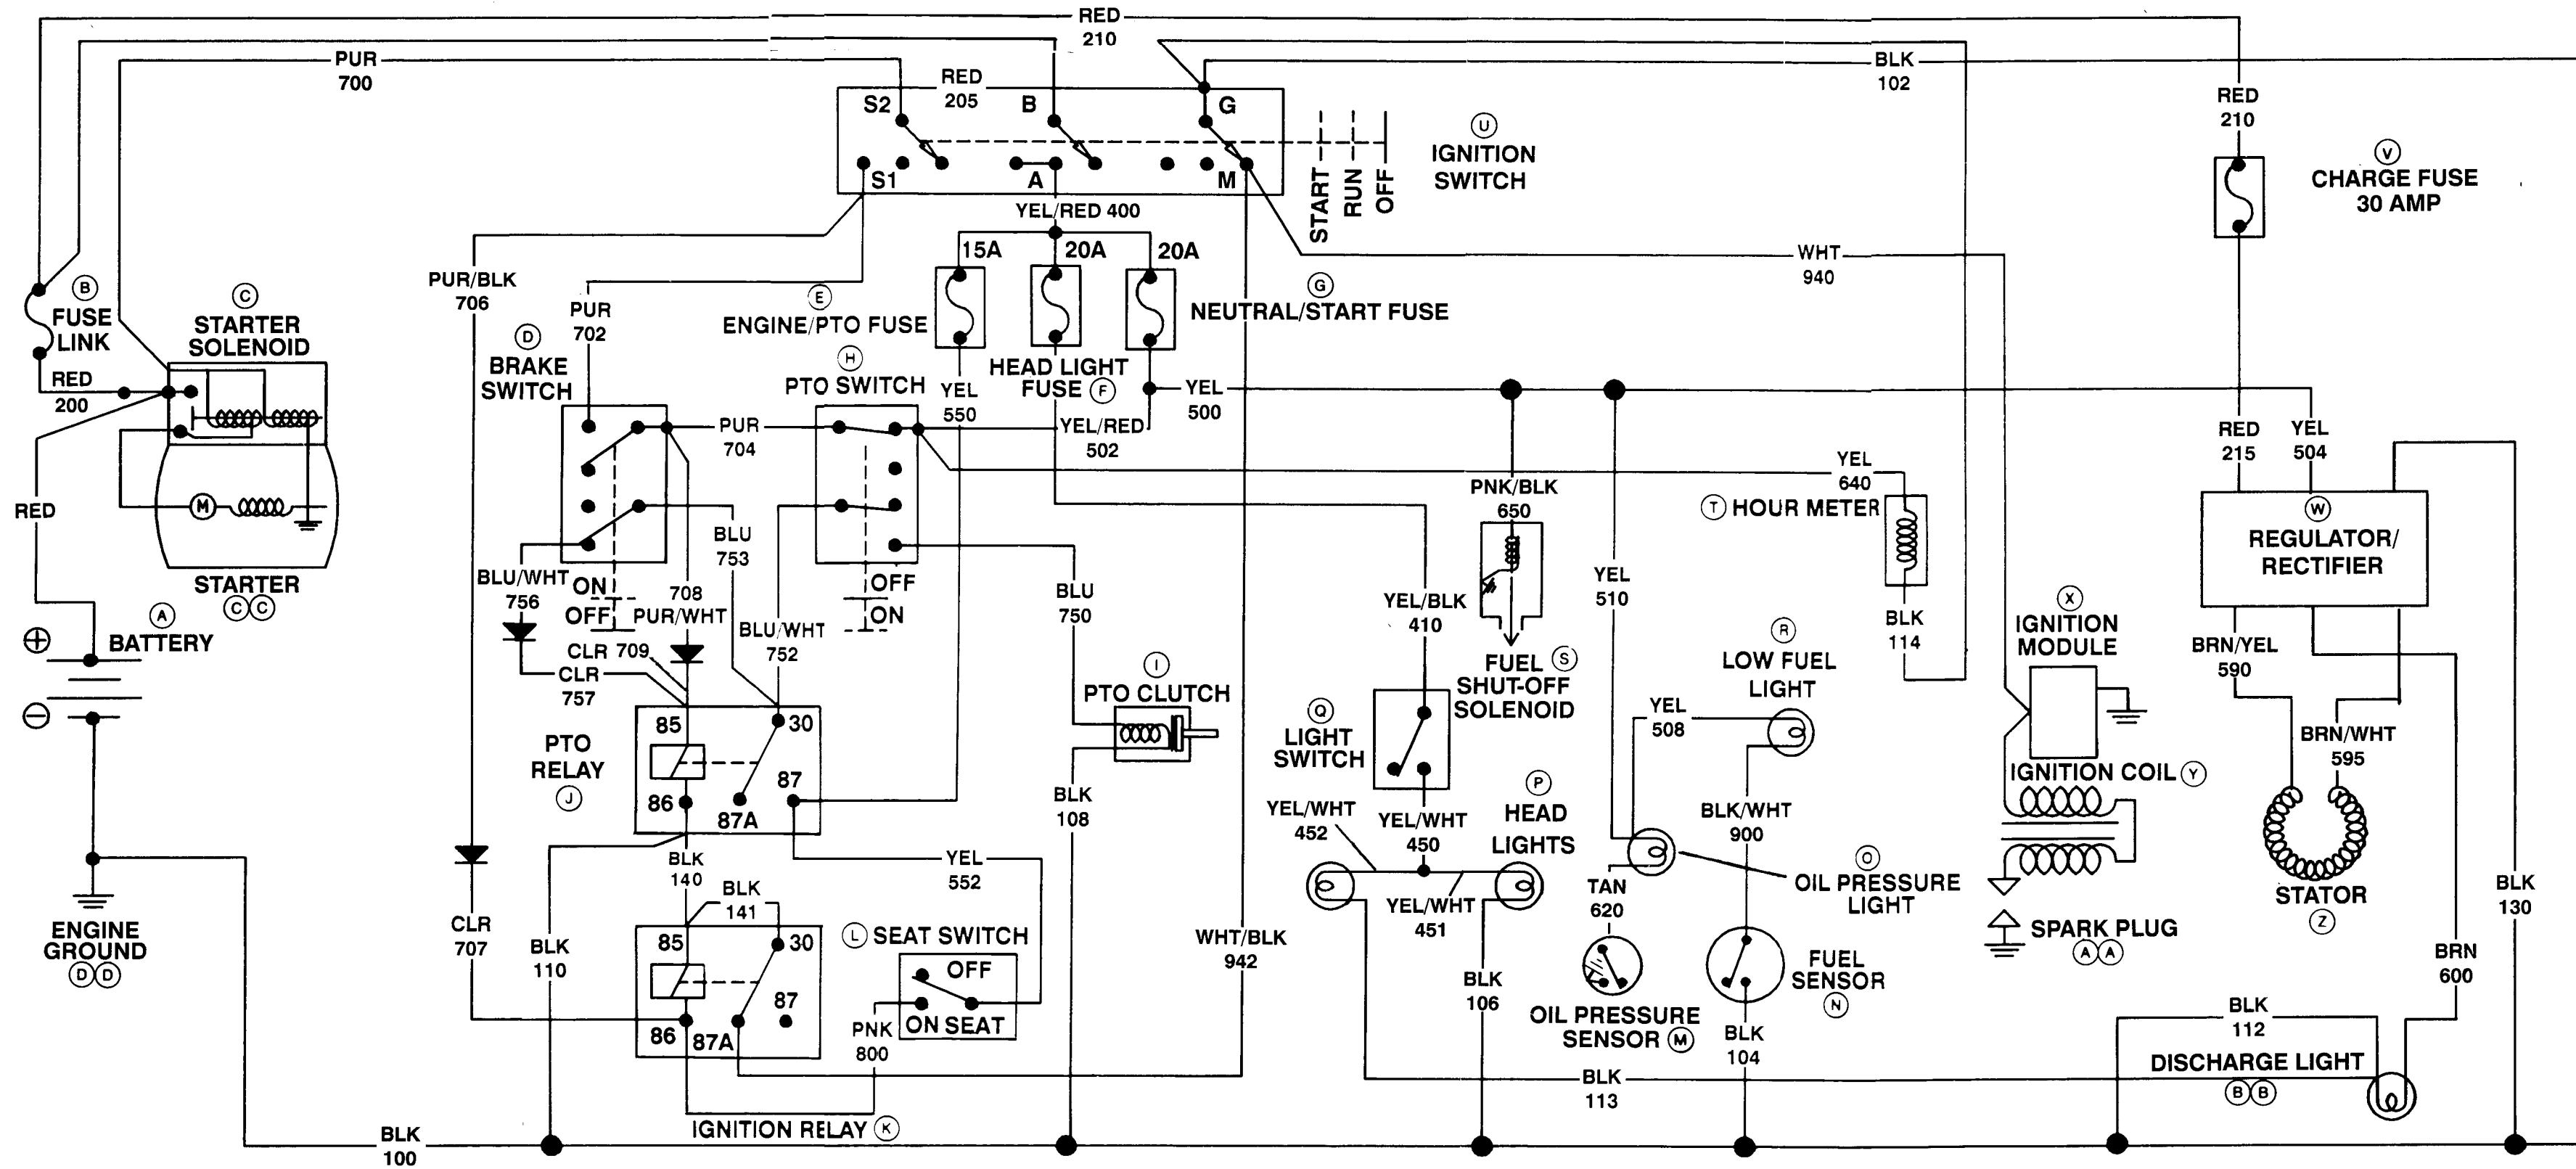 RED
210
PUR
700
BLK
102
RED
205
S2
B
G
S1
A
M
START
RUN
OFF
U
IGNITION
SWITCH
RED
210
V
CHARGE FUSE
30 AMP
YEL/RED 400
15A
20A
20A
WHT
940
PUR/BLK
706
B
FUSE
LINK
C
STARTER
SOLENOID
PUR
702
E
ENGINE/PTO FUSE
G
NEUTRAL/START FUSE
D
BRAKE
SWITCH
H
PTO SWITCH
HEAD LIGHT
FUSE F
RED
200
YEL
550
YEL
500
PUR
704
YEL/RED
502
RED
215
YEL
504
YEL
640
RED
M
PNK/BLK
650
T HOUR METER
W
REGULATOR/
RECTIFIER
BLU
753
STARTER
C C
BLU/WHT
756
ON
OFF
708
PUR/WHT
OFF
ON
BLU
750
YEL
510
YEL/BLK
410
BLK
114
X
IGNITION
MODULE
A
+
BATTERY
−
BLU/WHT
752
CLR 709
CLR
757
FUEL S
SHUT-OFF
SOLENOID
R
LOW FUEL
LIGHT
BRN/YEL
590
I
PTO CLUTCH
YEL
508
Q
LIGHT
SWITCH
85
30
PTO
RELAY
J
87
86
87A
BRN/WHT
595
IGNITION COIL Y
P
HEAD
LIGHTS
BLK
108
YEL/WHT
452
YEL/WHT
450
BLK/WHT
900
BLK
140
YEL
552
BLK
141
O
OIL PRESSURE
LIGHT
TAN
620
YEL/WHT
451
STATOR
Z
BLK
130
ENGINE
GROUND
D D
CLR
707
BLK
110
85
30
L SEAT SWITCH
OFF
ON SEAT
WHT/BLK
942
SPARK PLUG
A A
BRN
600
87
86
87A
PNK
800
BLK
106
FUEL
SENSOR
N
OIL PRESSURE
SENSOR M
BLK
104
BLK
112
DISCHARGE LIGHT
B B
BLK
113
IGNITION RELAY K
BLK
100